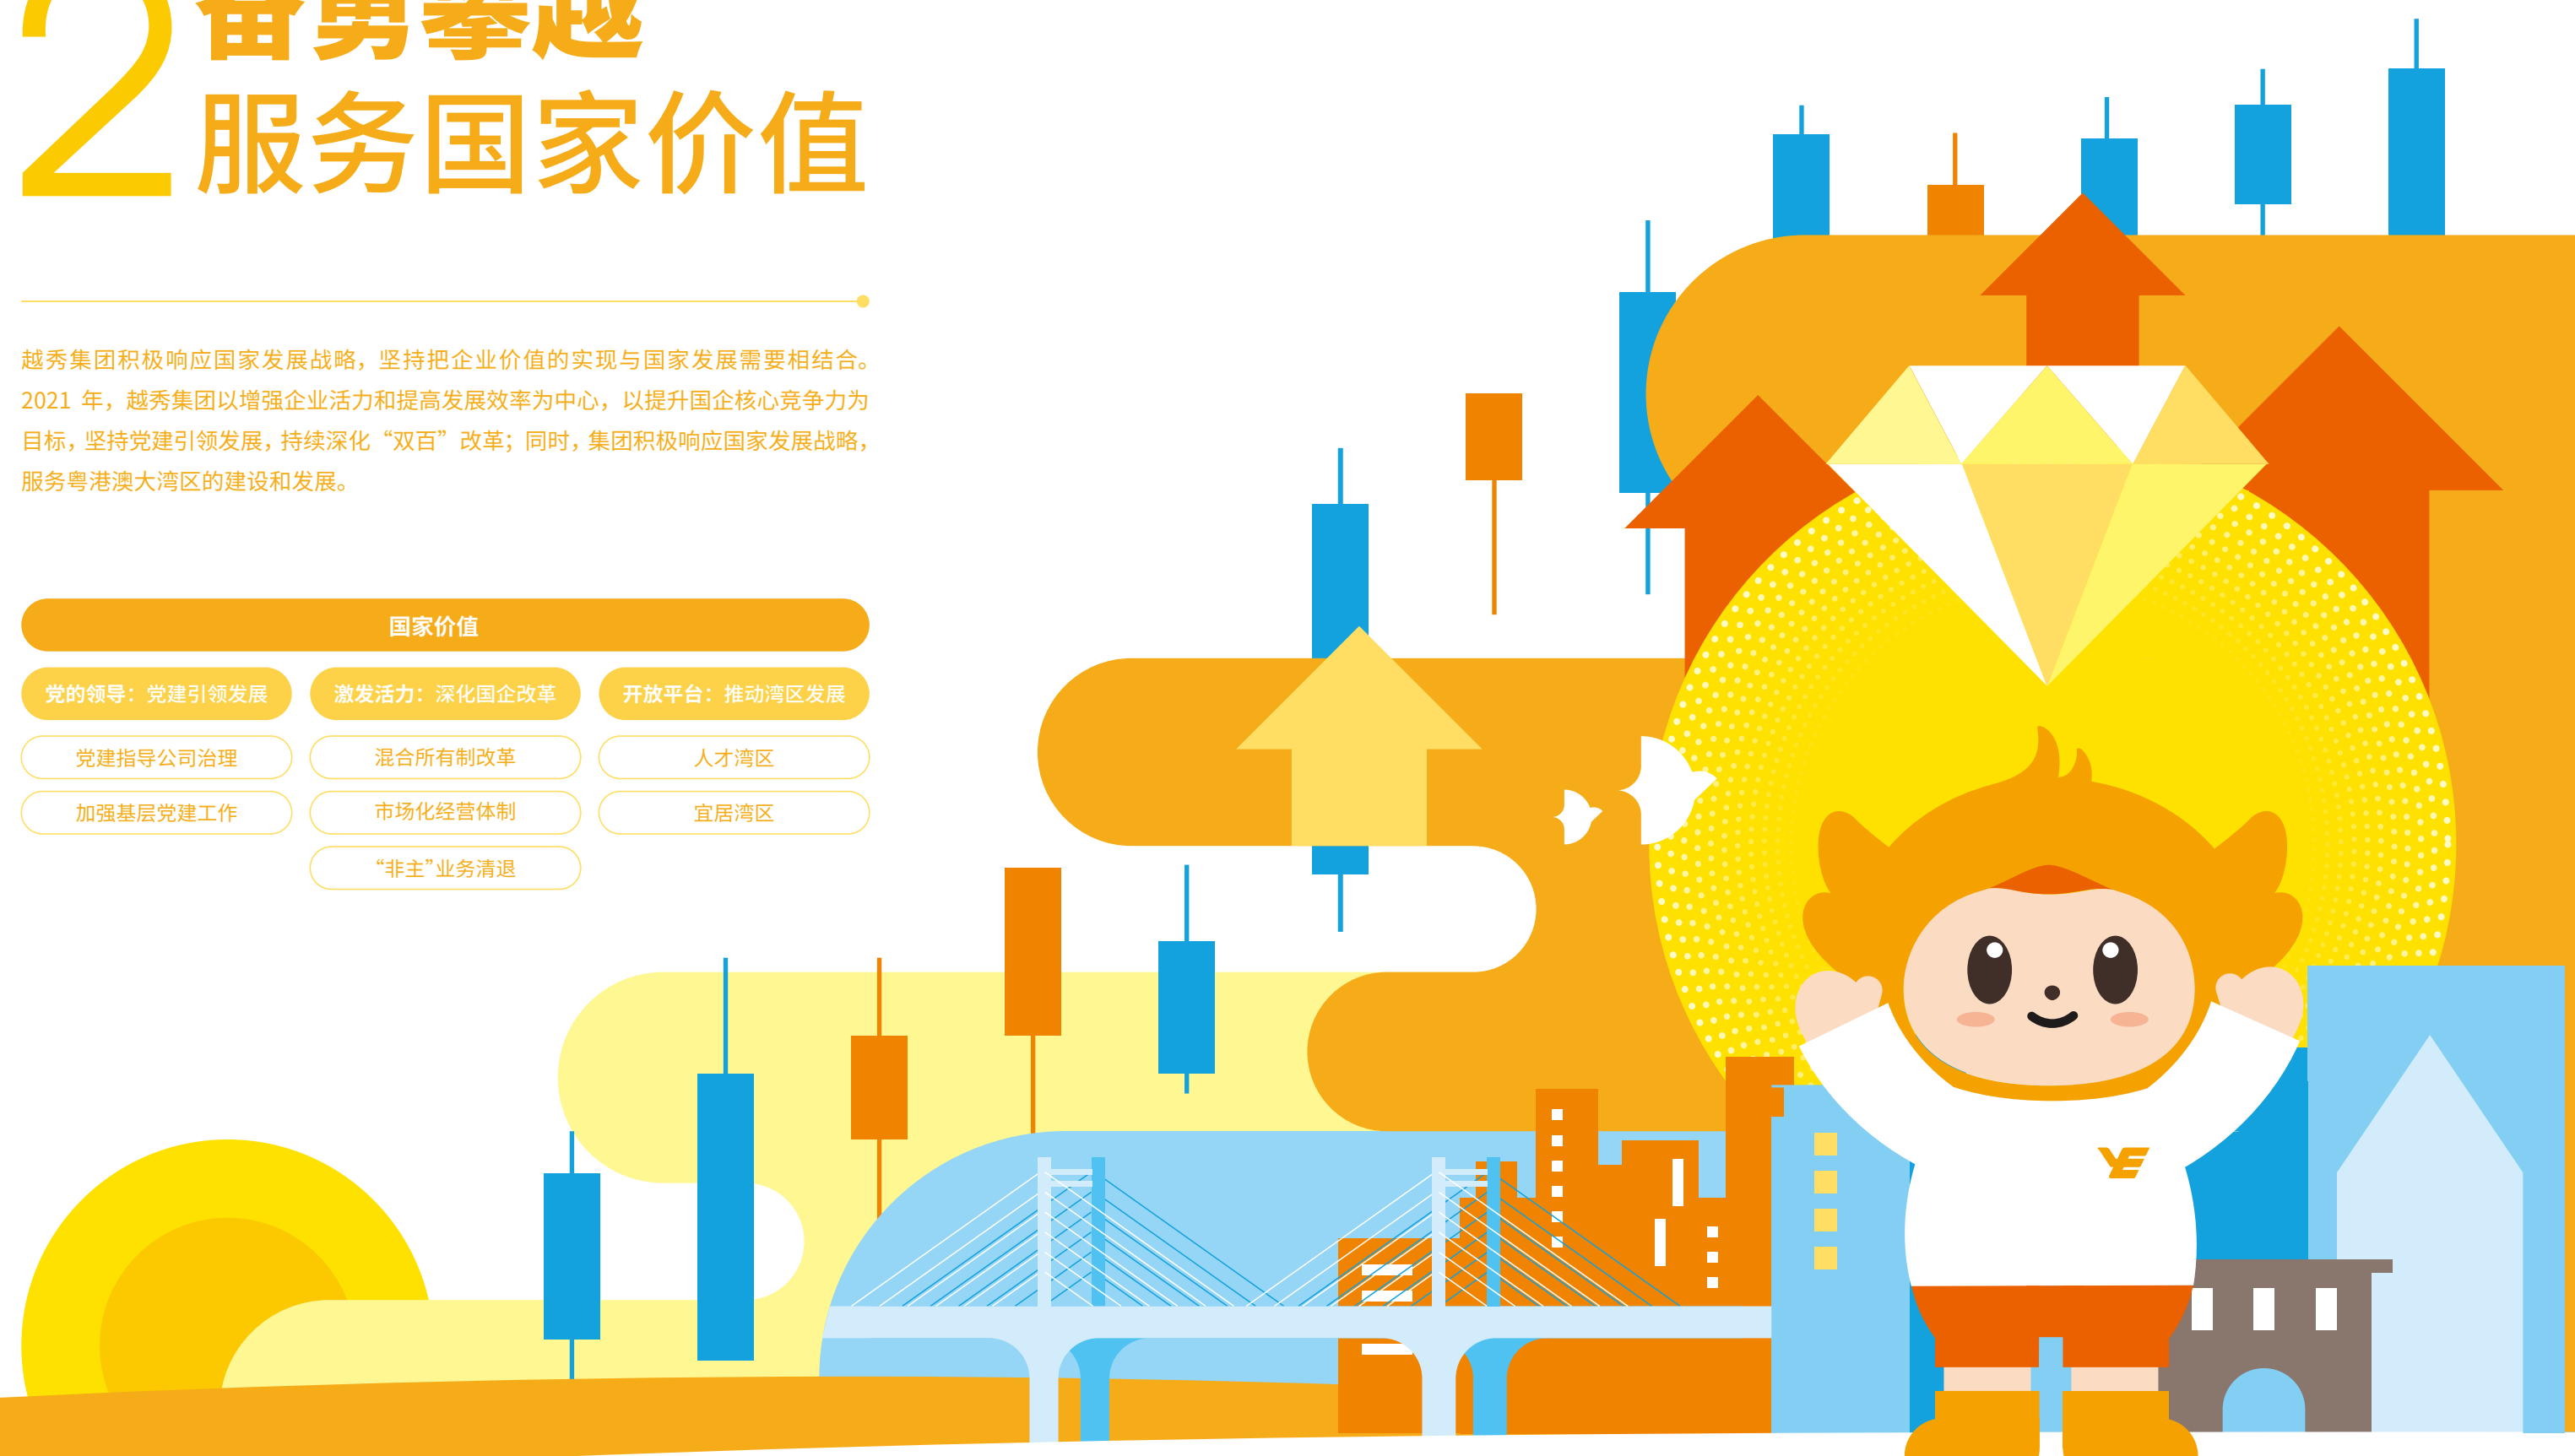 2
奋勇攀越
服务国家价值
越秀集团积极响应国家发展战略，坚持把企业价值的实现与国家发展需要相结合。
2021 年，越秀集团以增强企业活力和提高发展效率为中心，以提升国企核心竞争力为
目标，坚持党建引领发展，持续深化“双百”改革；同时，集团积极响应国家发展战略，
服务粤港澳大湾区的建设和发展。
国家价值
党的领导：党建引领发展
激发活力：深化国企改革
开放平台：推动湾区发展
党建指导公司治理
混合所有制改革
人才湾区
加强基层党建工作
市场化经营体制
宜居湾区
“非主”业务清退
YE